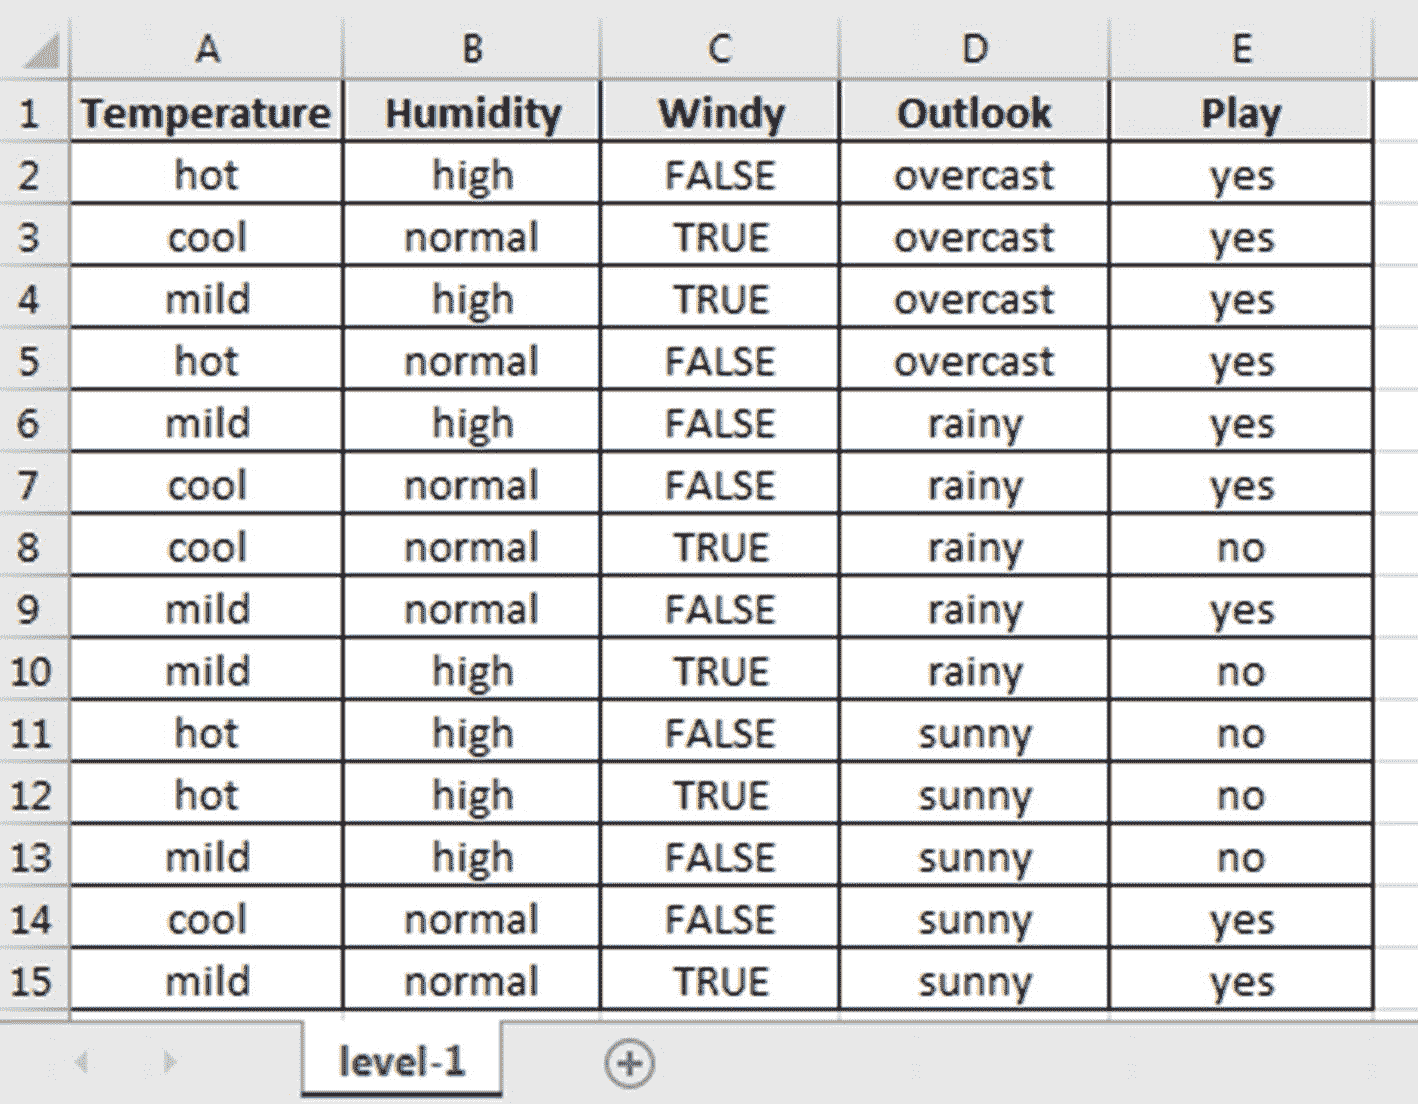 A B C D E
1 Temperature Humidity Windy Outlook Play
2 hot high FALSE overcast yes
3 cool normal TRUE overcast yes
4 mild high TRUE overcast yes
5 hot normal FALSE overcast yes
6 mild high FALSE rainy yes
7 cool normal FALSE rainy yes
8 cool normal TRUE rainy no
9 mild normal FALSE rainy yes
10 mild high TRUE rainy no
11 hot high FALSE sunny no
12 hot high TRUE sunny no
13 mild high FALSE sunny no
14 cool normal FALSE sunny yes
15 mild normal TRUE sunny yes
level-1